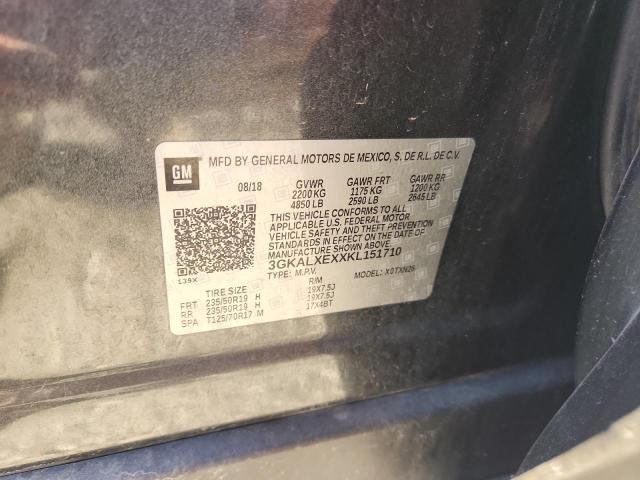 GM
MFD BY GENERAL MOTORS DE MEXICO, S. DE R.L. DE C.V.
08/18 GVWR GAWR FRT GAWR RR
2200 KG 1175 KG 1200 KG
4850 LB 2590 LB 2645 LB
THIS VEHICLE CONFORMS TO ALL
APPLICABLE U.S. FEDERAL MOTOR
VEHICLE SAFETY AND THEFT PREVENTION
STANDARDS IN EFFECT ON THE DATE
OF MANUFACTURE SHOWN ABOVE.
3GKALXEXXKL151710
139X TYPE: M.P.V. MODEL: X0TXN26
TIRE SIZE RIM
FRT 235/50R19 H 19X7.5J
RR 235/50R19 H 19X7.5J
SPA T125/70R17 M 17X4BT